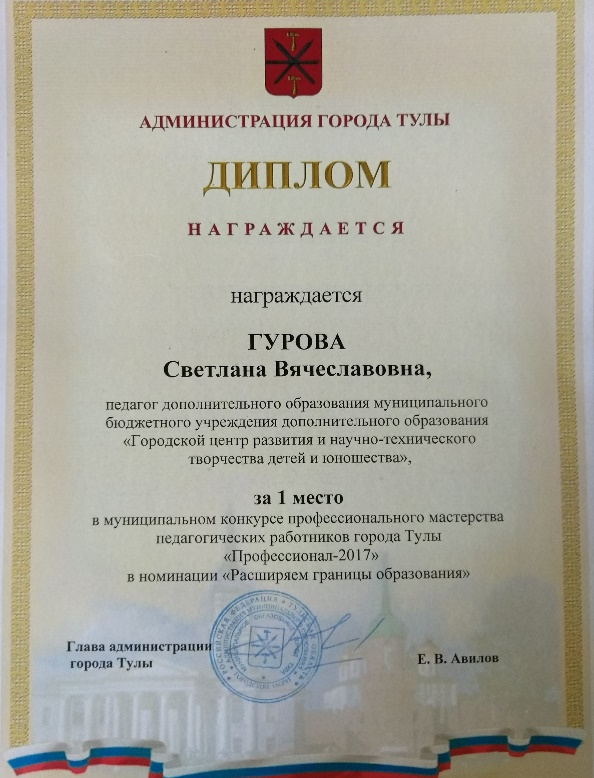 АДМИНИСТРАЦИЯ ГОРОДА ТУЛЫ
ДИПЛОМ
НАГРАЖДАЕТСЯ
награждается
ГУРОВА
Светлана Вячеславовна,
педагог дополнительного образования муниципального
бюджетного учреждения дополнительного образования
«Городской центр развития и научно-технического
творчества детей и юношества»,
за 1 место
в муниципальном конкурсе профессионального мастерства
педагогических работников города Тулы
«Профессионал-2017»
в номинации «Расширяем границы образования»
РОССИЙСКАЯ ФЕДЕРАЦИЯ
Глава администрации
города Тулы
Е. В. Авилов